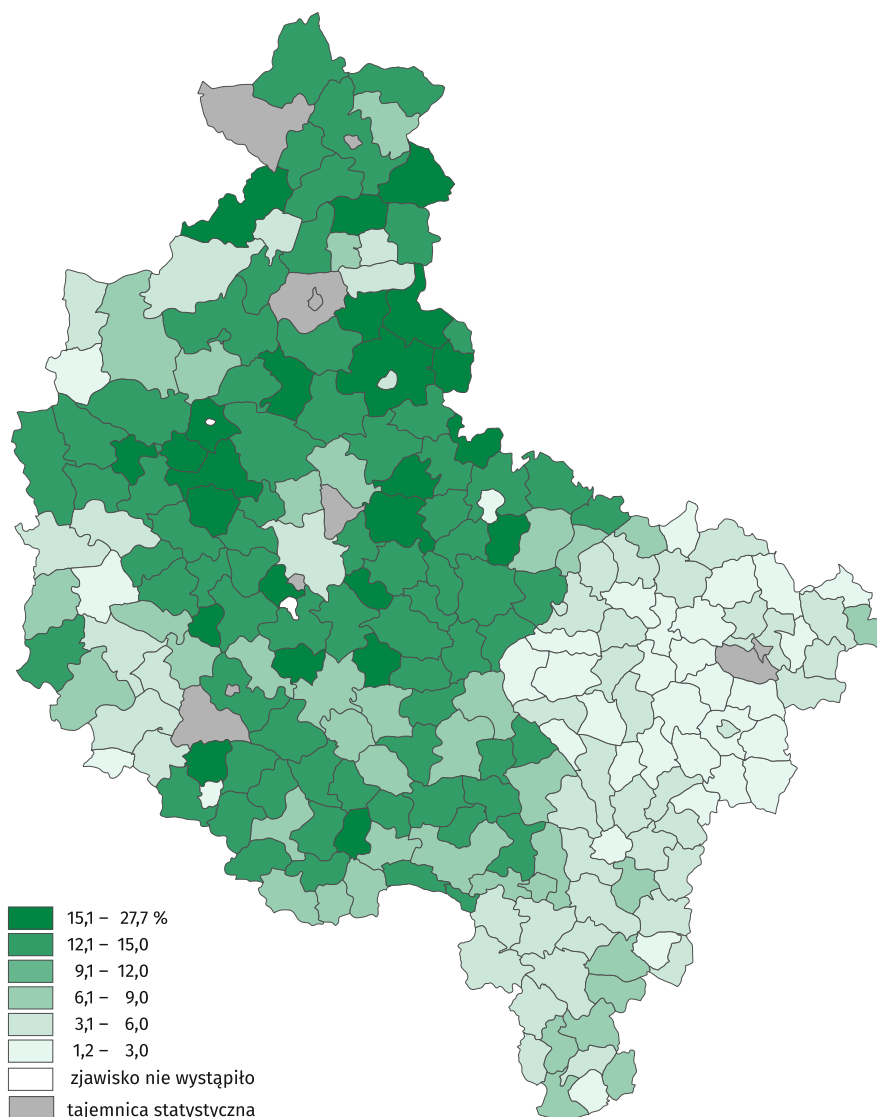 15,1 – 27,7 %
12,1 – 15,0
9,1 – 12,0
6,1 – 9,0
3,1 – 6,0
1,2 – 3,0
zjawisko nie wystąpiło
tajemnica statystyczna